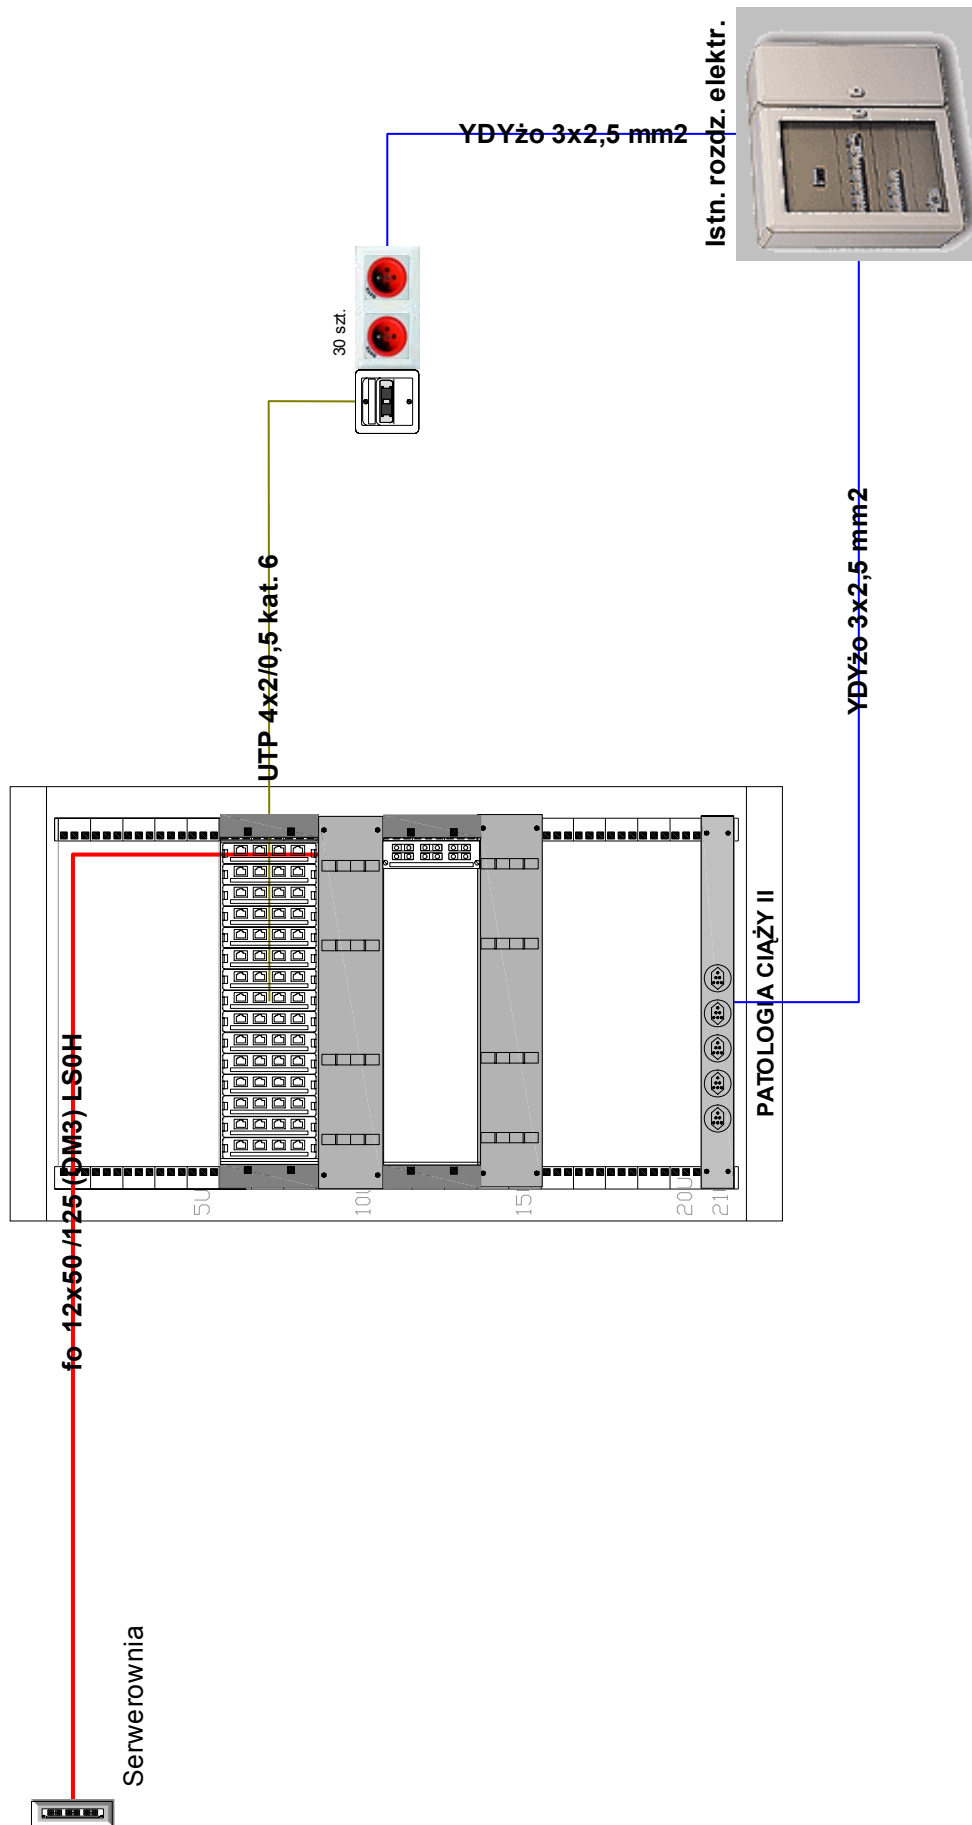 Istn. rozdz. elektr.
YDYżo 3x2,5 mm2
30 szt.
UTP 4x2/0,5 kat. 6
YDYżo 3x2,5 mm2
PATOLOGIA CIĄŻY II
fo 12x50 /125 (OM3) LS0H
5U
10U
15
20U
21
Serwerownia